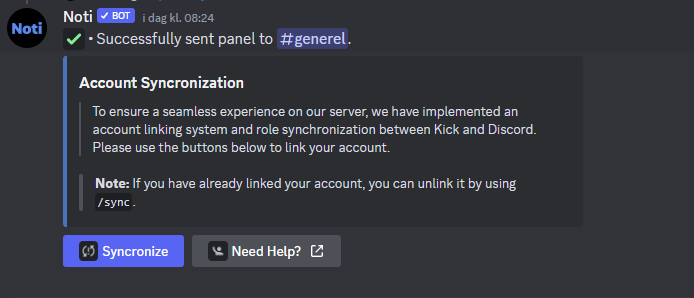 Noti ✓ BOT i dag kl. 08:24
Noti
✓ • Successfully sent panel to #generel.
Account Syncronization
To ensure a seamless experience on our server, we have implemented an
account linking system and role synchronization between Kick and Discord.
Please use the buttons below to link your account.
Note: If you have already linked your account, you can unlink it by using
/sync.
Syncronize
Need Help?